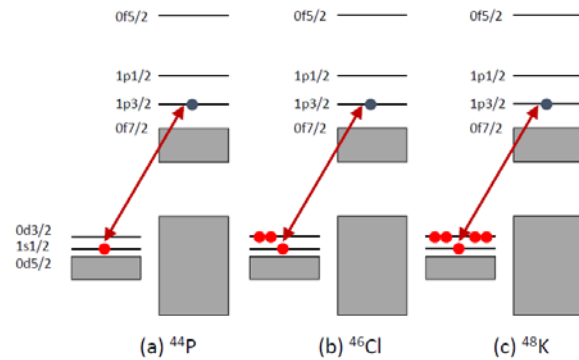 0f5/2 0f5/2 0f5/2
1p1/2 1p1/2 1p1/2
1p3/2 1p3/2 1p3/2
0f7/2 0f7/2 0f7/2
0d3/2
1s1/2
0d5/2
(a) ⁴⁴P (b) ⁴⁶Cl (c) ⁴⁸K